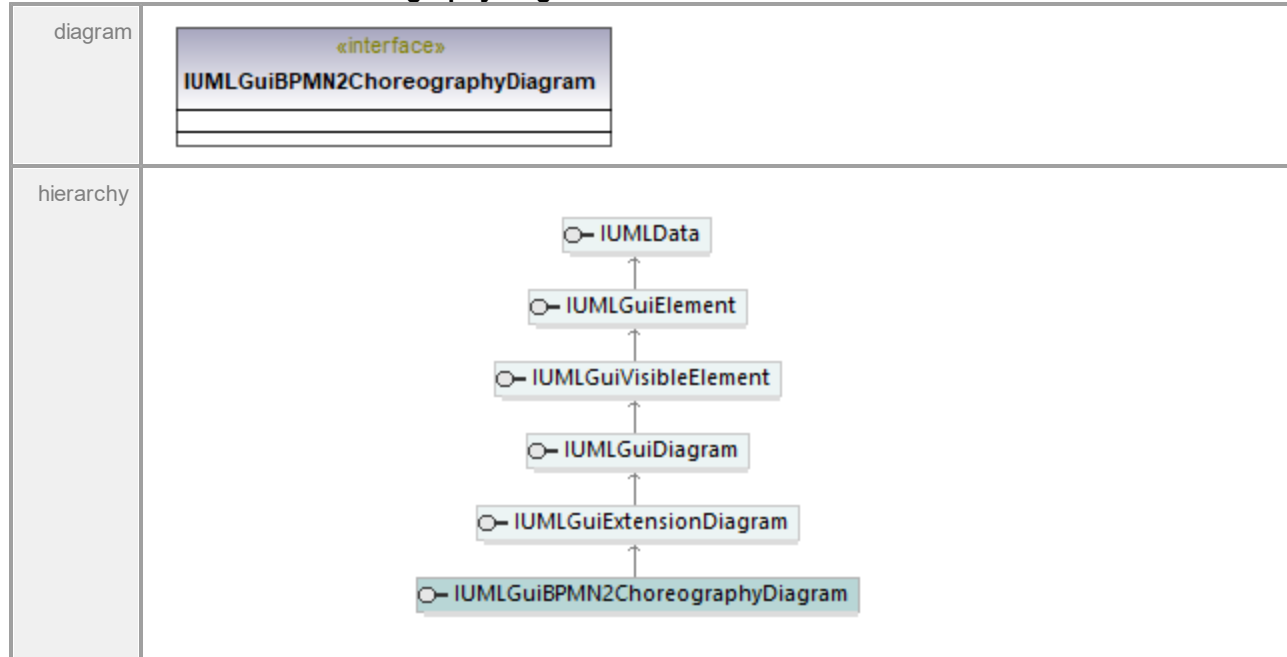 diagram
«interface»
IUMLGuiBPMN2ChoreographyDiagram
hierarchy
IUMLData
IUMLGuiElement
IUMLGuiVisibleElement
IUMLGuiDiagram
IUMLGuiExtensionDiagram
IUMLGuiBPMN2ChoreographyDiagram